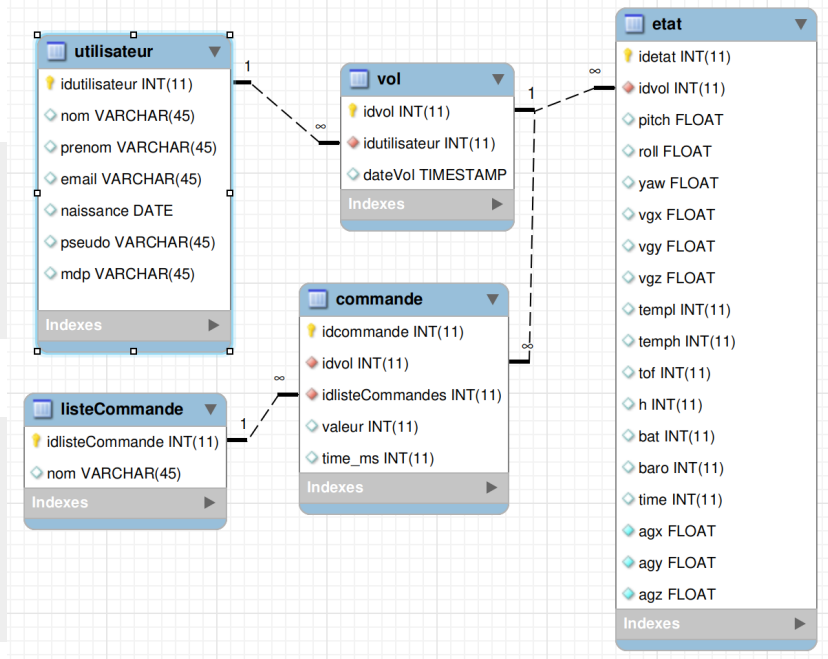 utilisateur
idutilisateur INT(11)
nom VARCHAR(45)
prenom VARCHAR(45)
email VARCHAR(45)
naissance DATE
pseudo VARCHAR(45)
mdp VARCHAR(45)
Indexes
1
∞
vol
idvol INT(11)
idutilisateur INT(11)
dateVol TIMESTAMP
Indexes
1
∞
∞
etat
idetat INT(11)
idvol INT(11)
pitch FLOAT
roll FLOAT
yaw FLOAT
vgx FLOAT
vgy FLOAT
vgz FLOAT
templ INT(11)
temph INT(11)
tof INT(11)
h INT(11)
bat INT(11)
baro INT(11)
time INT(11)
agx FLOAT
agy FLOAT
agz FLOAT
Indexes
commande
idcommande INT(11)
idvol INT(11)
idlisteCommandes INT(11)
valeur INT(11)
time_ms INT(11)
Indexes
listeCommande
idlisteCommande INT(11)
nom VARCHAR(45)
Indexes
1
∞